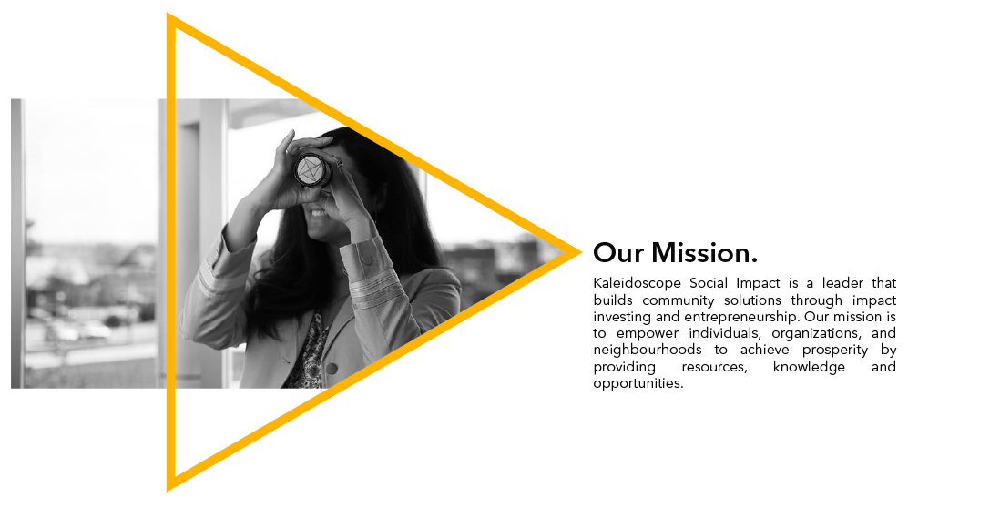 Our Mission.
Kaleidoscope Social Impact is a leader that
builds community solutions through impact
investing and entrepreneurship. Our mission is
to empower individuals, organizations, and
neighbourhoods to achieve prosperity by
providing resources, knowledge and
opportunities.